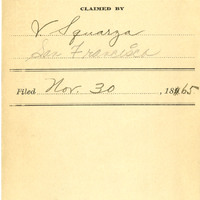 CLAIMED BY
V Squarza
San Francisco
Filed Nov. 30, 1865